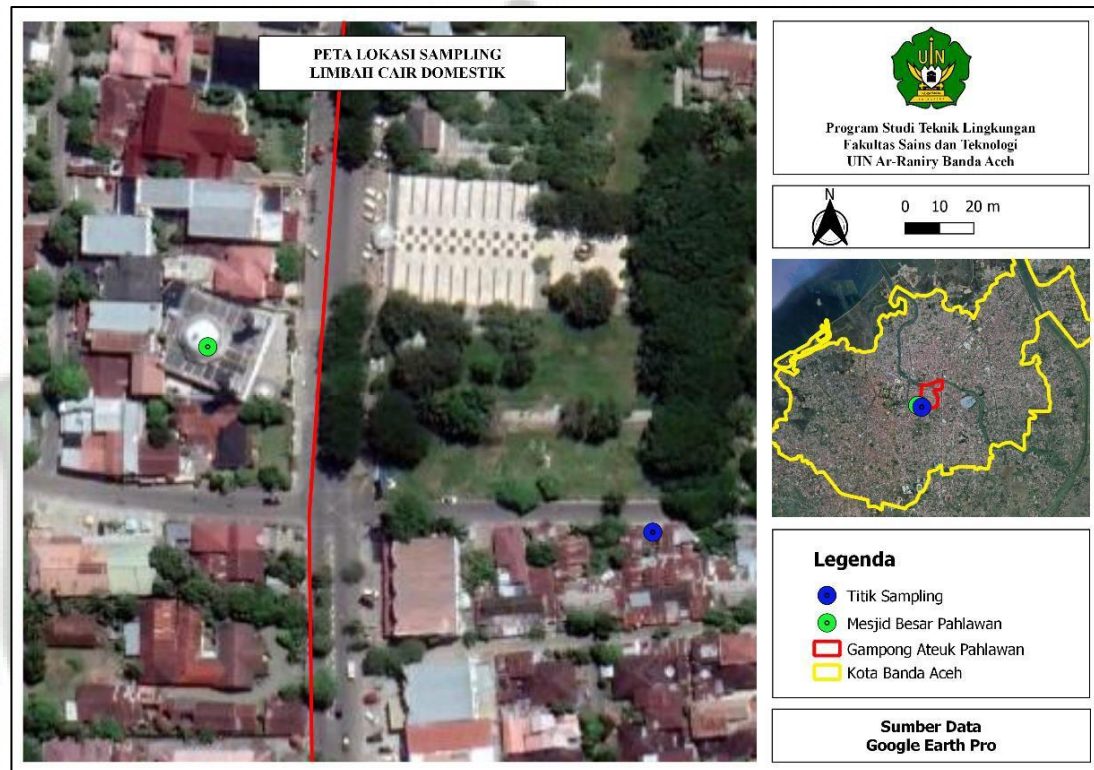 PETA LOKASI SAMPLING
LIMBAH CAIR DOMESTIK
UIN
Program Studi Teknik Lingkungan
Fakultas Sains dan Teknologi
UIN Ar-Raniry Banda Aceh
N
0 10 20 m
Legenda
Titik Sampling
Mesjid Besar Pahlawan
Gampong Ateuk Pahlawan
Kota Banda Aceh
Sumber Data
Google Earth Pro